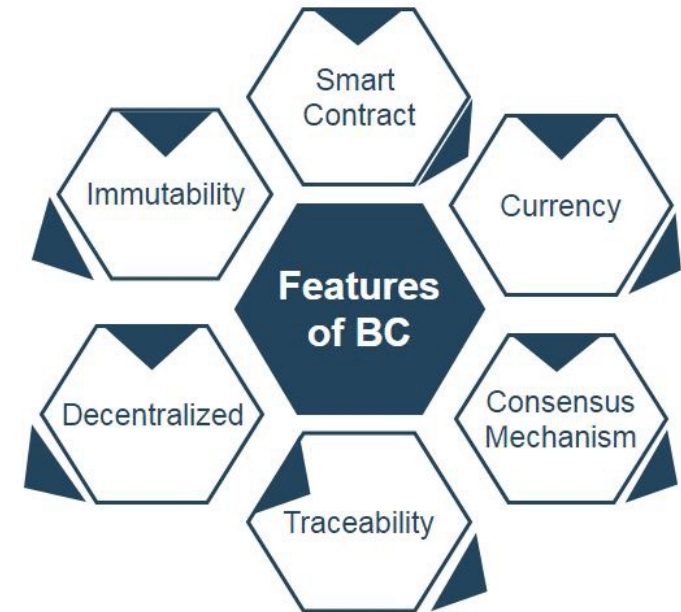 Smart
Contract
Immutability
Currency
Features
of BC
Decentralized
Consensus
Mechanism
Traceability